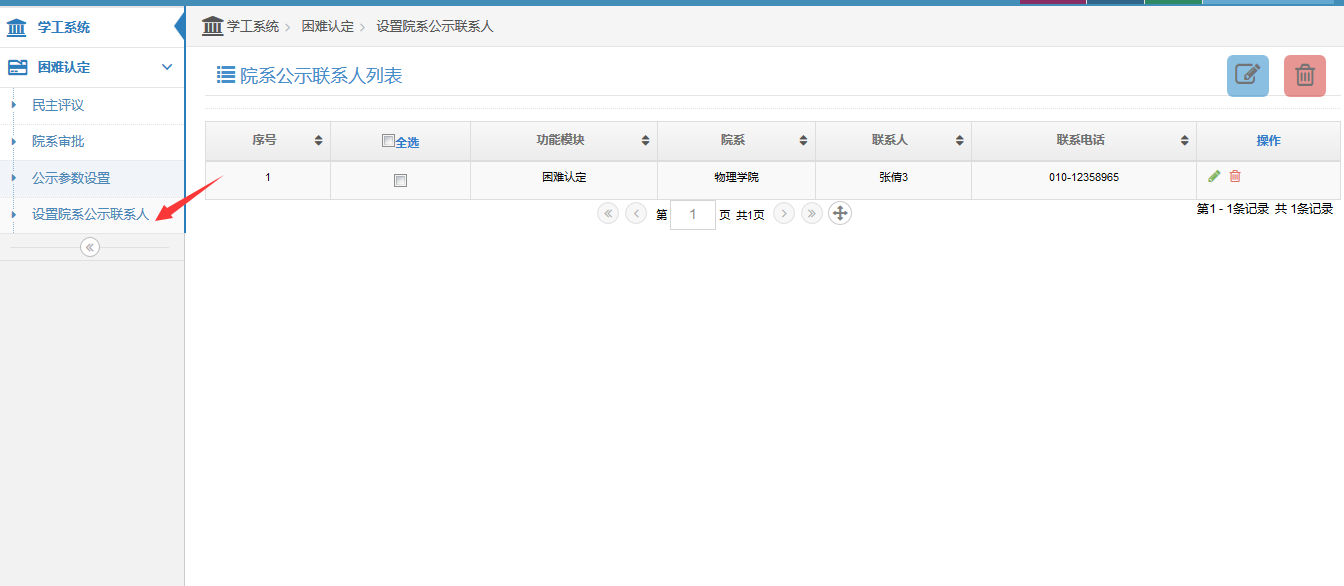 学工系统
困难认定
民主评议
院系审批
公示参数设置
设置院系公示联系人
学工系统 困难认定 设置院系公示联系人
院系公示联系人列表
序号 全选 功能模块 院系 联系人 联系电话 操作
1 困难认定 物理学院 张倩3 010-12358965
第 1 页 共1页
第1 - 1条记录 共 1条记录